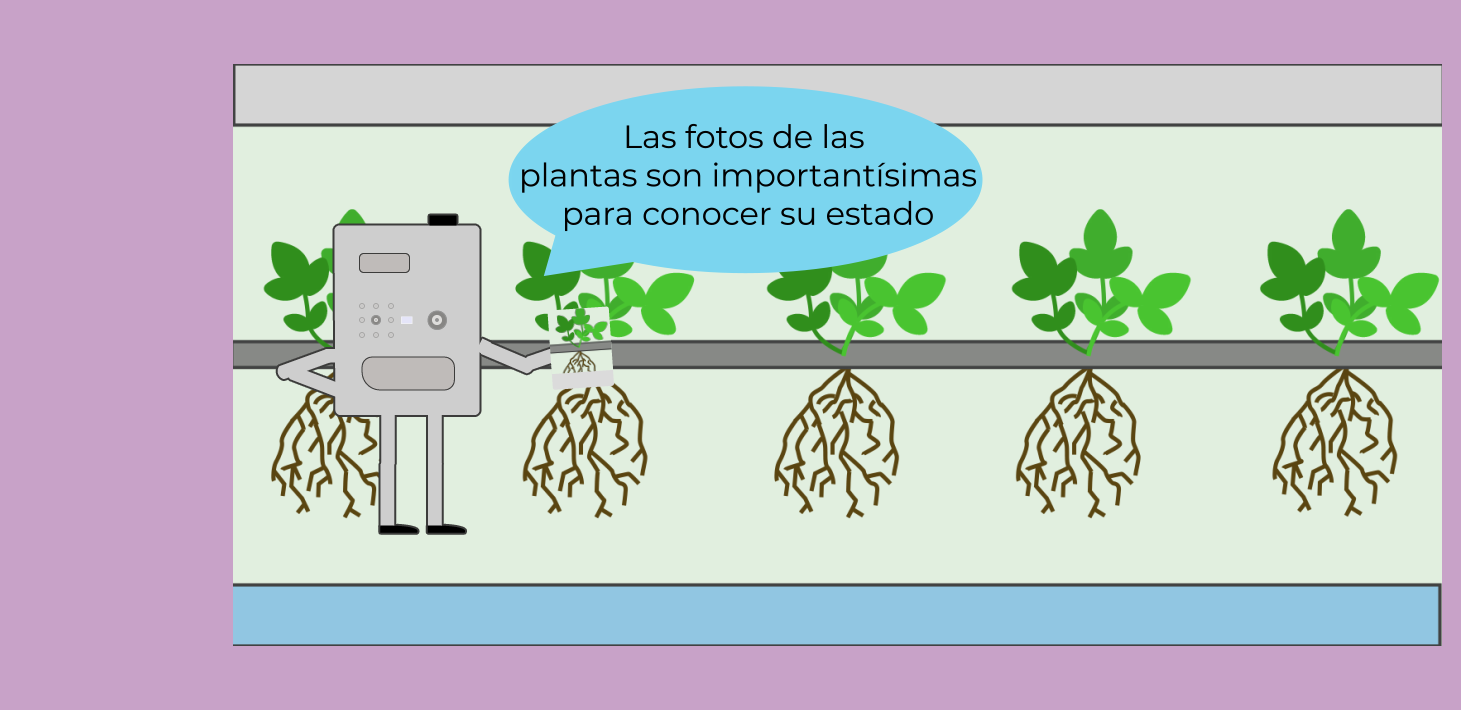 Las fotos de las
plantas son importantísimas
para conocer su estado